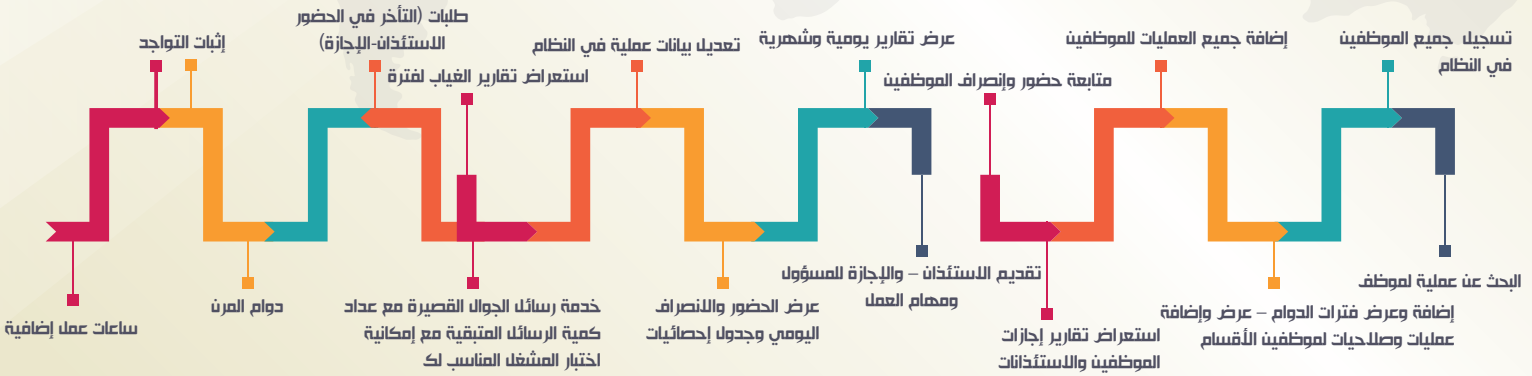 تسجيل جميع الموظفين
في النظام
إضافة جميع العمليات للموظفين
متابعة حضور وإنصراف الموظفين
عرض تقارير يومية وشهرية
تعديل بيانات عملية في النظام
استعراض تقارير الغياب لفترة
طلبات (التأخر في الحضور
الاستئذان-الإجازة)
إثبات التواجد
البحث عن عملية لموظف
إضافة وعرض فترات الدوام – عرض وإضافة
عمليات وصلاحيات لموظفين الأقسام
استعراض تقارير إجازات
الموظفين والاستئذانات
تقديم الاستئذان – والإجازة للمسؤول
ومهام العمل
عرض الحضور واللانصراف
اليومي وجدول إحصائيات
خدمة رسائل الجوال القصيرة مع عداد
كمية الرسائل المتبقية مع إمكانية
اختبار المشغل المناسب لك
دوام المرن
ساعات عمل إضافية